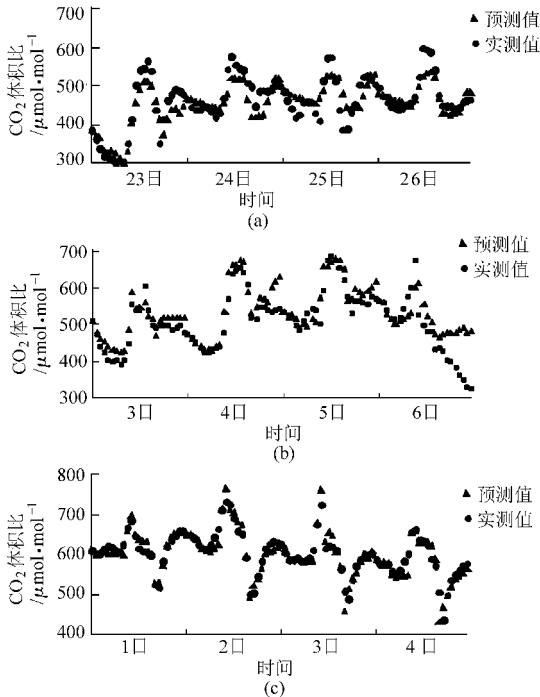 700
600
500
400
300
CO₂体积比
/μmol•mol⁻¹
▲ 预测值
● 实测值
23日 24日 25日 26日
时间
(a)
700
600
500
400
300
CO₂体积比
/μmol•mol⁻¹
▲ 预测值
● 实测值
3日 4日 5日 6日
时间
(b)
800
700
600
500
400
CO₂体积比
/μmol•mol⁻¹
▲ 预测值
● 实测值
1日 2日 3日 4日
时间
(c)